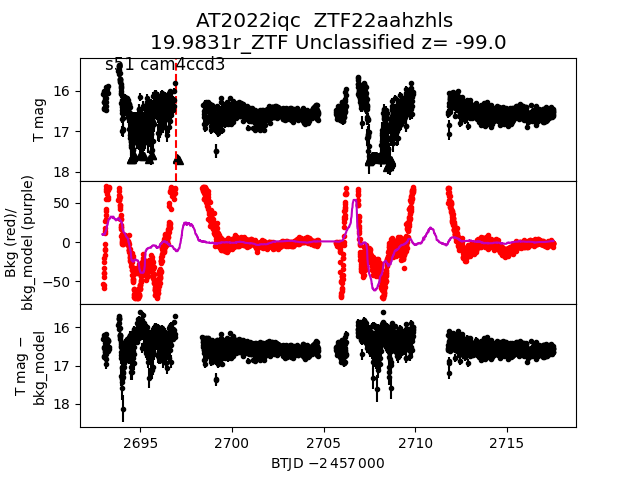 AT2022iqc  ZTF22aahzhls
19.9831r_ZTF Unclassified z= -99.0
s51 cam4ccd3
16
17
18
T mag
50
0
−50
Bkg (red)/
bkg_model (purple)
16
17
18
T mag −
bkg_model
2695 2700 2705 2710 2715
BTJD −2 457 000